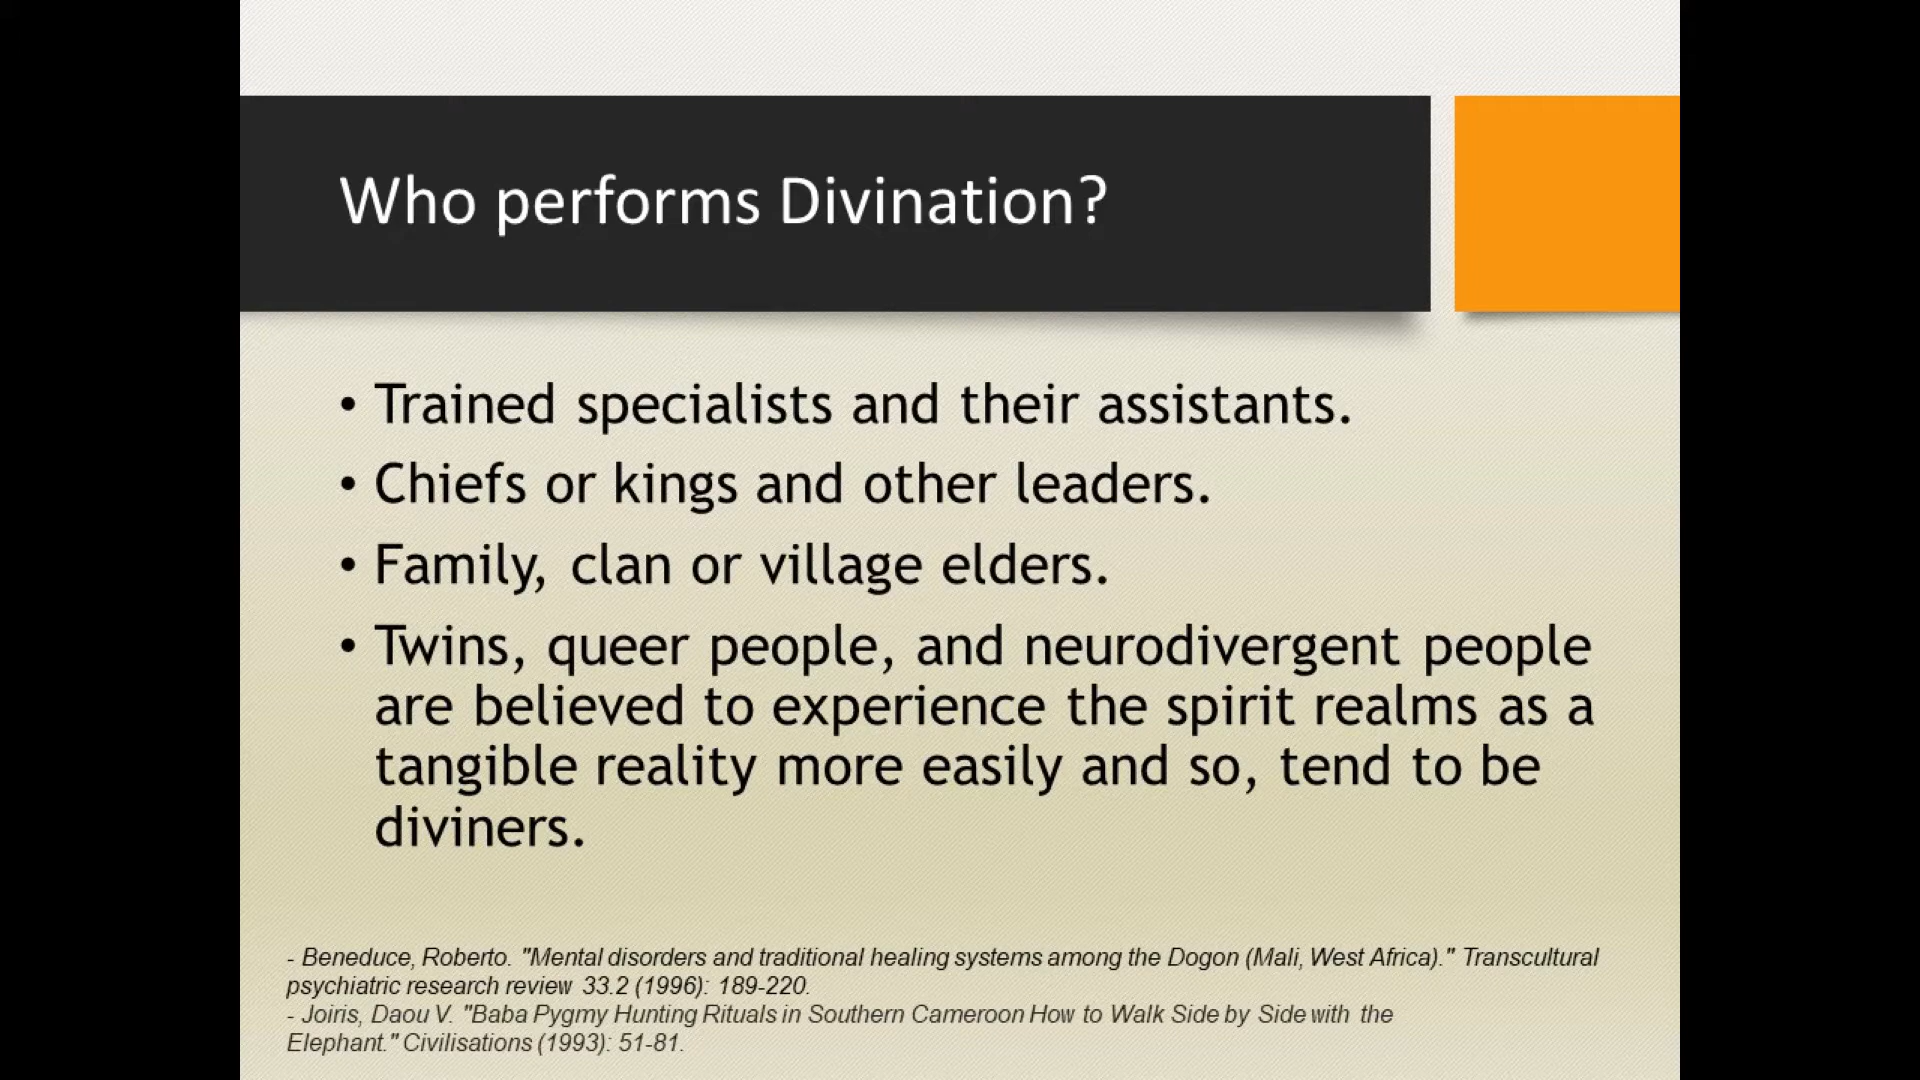 Who performs Divination?
• Trained specialists and their assistants.
• Chiefs or kings and other leaders.
• Family, clan or village elders.
• Twins, queer people, and neurodivergent people
are believed to experience the spirit realms as a
tangible reality more easily and so, tend to be
diviners.
- Beneduce, Roberto. "Mental disorders and traditional healing systems among the Dogon (Mali, West Africa)." Transcultural
psychiatric research review 33.2 (1996): 189-220.
- Joiris, Daou V. "Baba Pygmy Hunting Rituals in Southern Cameroon How to Walk Side by Side with the
Elephant." Civilisations (1993): 51-81.